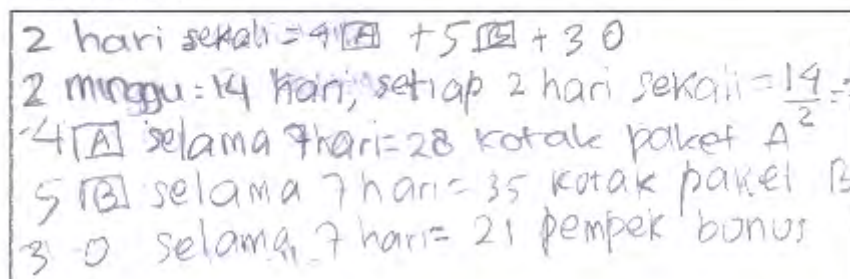 2 hari sekali = 4 [A] + 5 [B] + 3 O
2 minggu = 14 hari, setiap 2 hari sekali = 14/2 =
4 [A] selama 7 hari = 28 kotak paket A
5 [B] selama 7 hari = 35 kotak paket B
3 O selama 7 hari = 21 pempek bonus